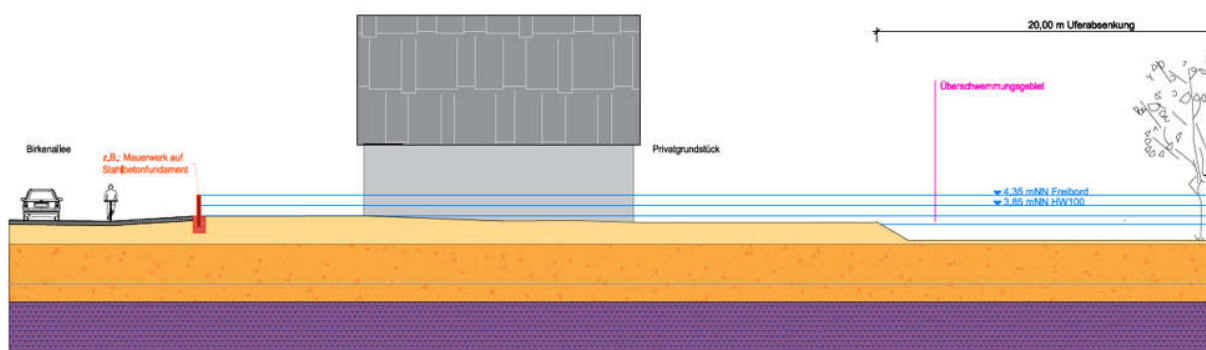 20,00 m Uferabsenkung
Überschwemmungsgebiet
Birkenallee
z.B.: Mauerwerk auf
Stahlbetonfundament
Privatgrundstück
4,35 mNN Freibord
3,85 mNN HW100